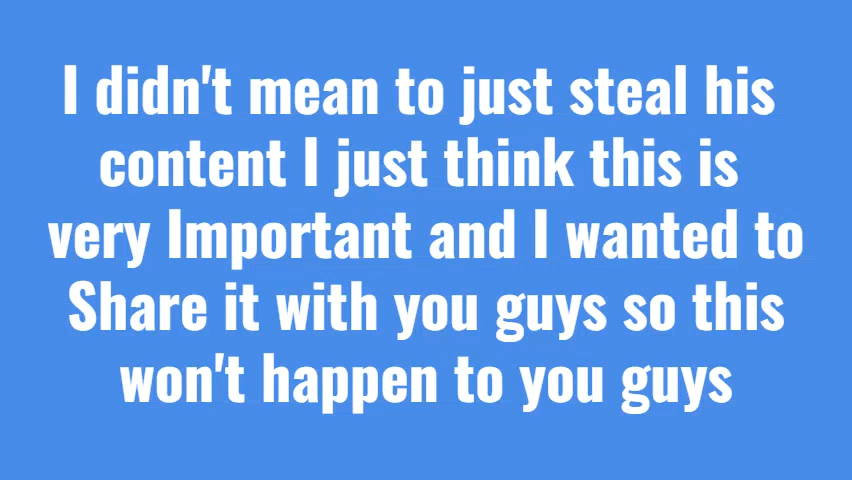 I didn't mean to just steal his
content I just think this is
very Important and I wanted to
Share it with you guys so this
won't happen to you guys